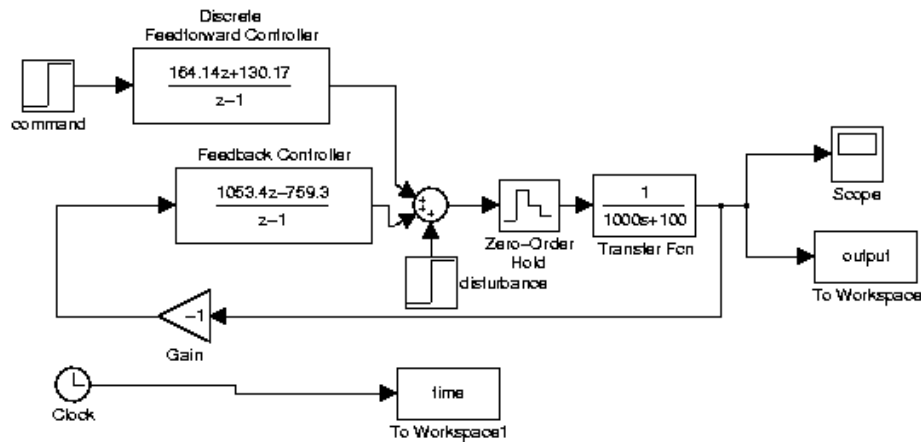 Discrete
Feedforward Controller
164.14z+130.17
z−1
command
Feedback Controller
1053.4z−759.3
z−1
+
+
+
Zero−Order
Hold
1
1000s+100
Transfer Fcn
Scope
disturbance
output
To Workspace
−1
Gain
Clock
time
To Workspace1